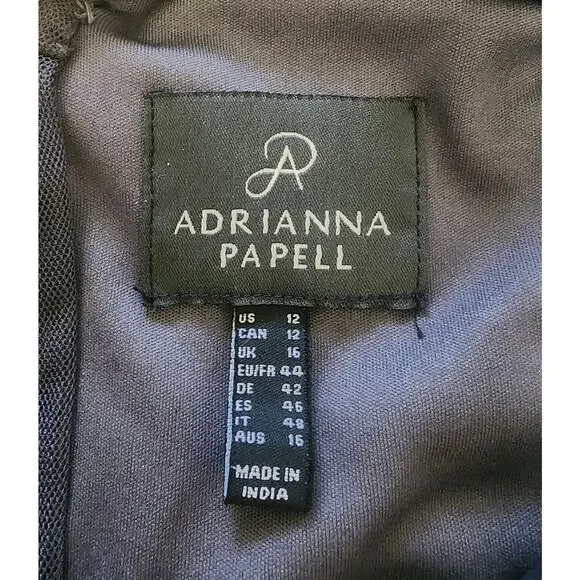 AP
ADRIANNA
PAPELL
US 12
CAN 12
UK 16
EU/FR 44
DE 42
ES 46
IT 48
AUS 16
MADE IN
INDIA